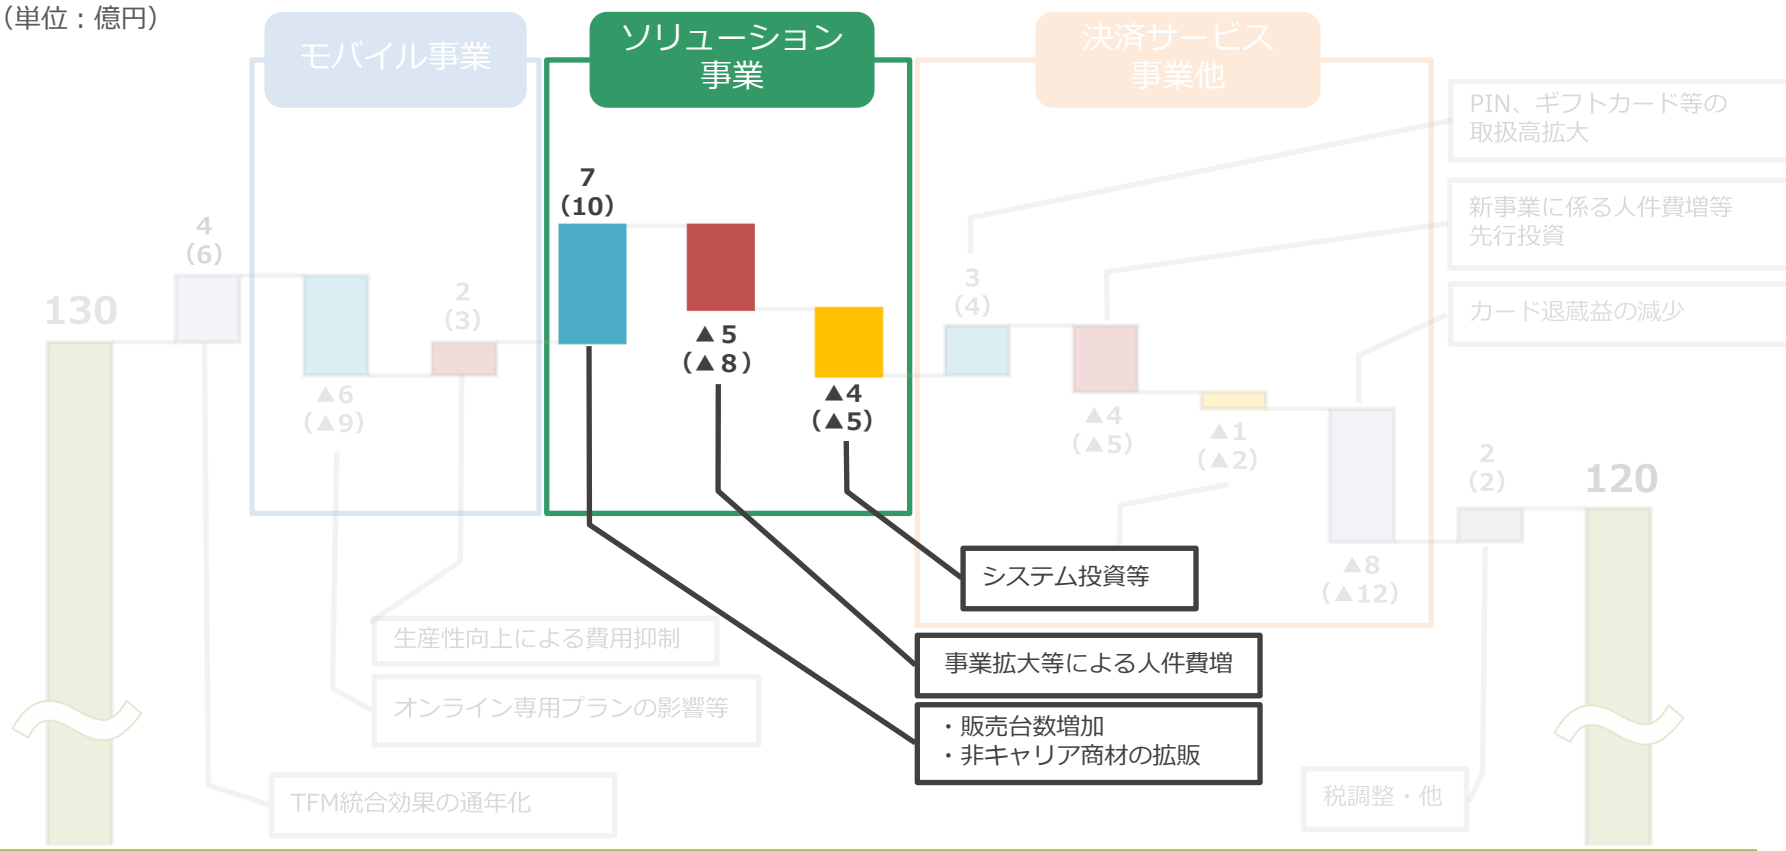 （単位：億円）
モバイル事業
ソリューション
事業
決済サービス
事業他
PIN、ギフトカード等の
取扱高拡大
新事業に係る人件費増等
先行投資
カード退蔵益の減少
130
4
(6)
▲6
(▲9)
2
(3)
7
(10)
▲5
(▲8)
▲4
(▲5)
3
(4)
▲4
(▲5)
▲1
(▲2)
▲8
(▲12)
2
(2)
120
システム投資等
事業拡大等による人件費増
・販売台数増加
・非キャリア商材の拡販
生産性向上による費用抑制
オンライン専用プランの影響等
TFM統合効果の通年化
税調整・他